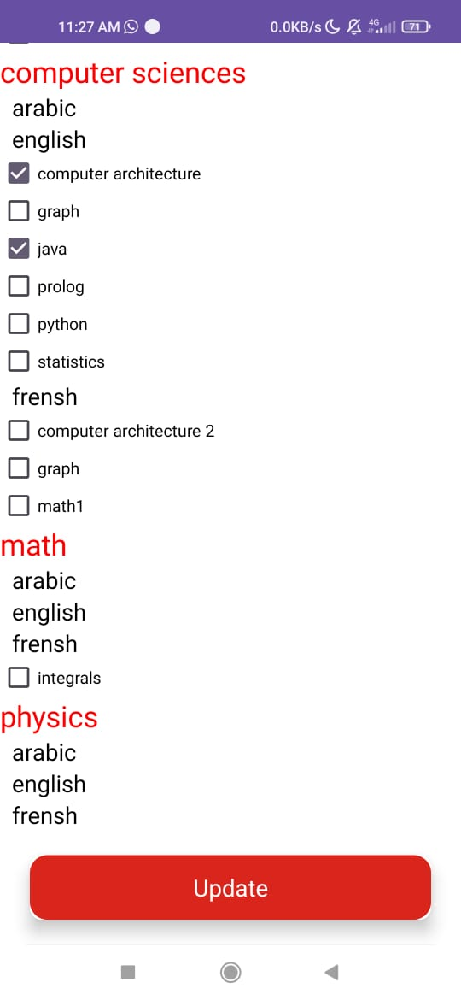 11:27 AM 0.0KB/s 4G 71
computer sciences
arabic
english
computer architecture
graph
java
prolog
python
statistics
frensh
computer architecture 2
graph
math1
math
arabic
english
frensh
integrals
physics
arabic
english
frensh
Update